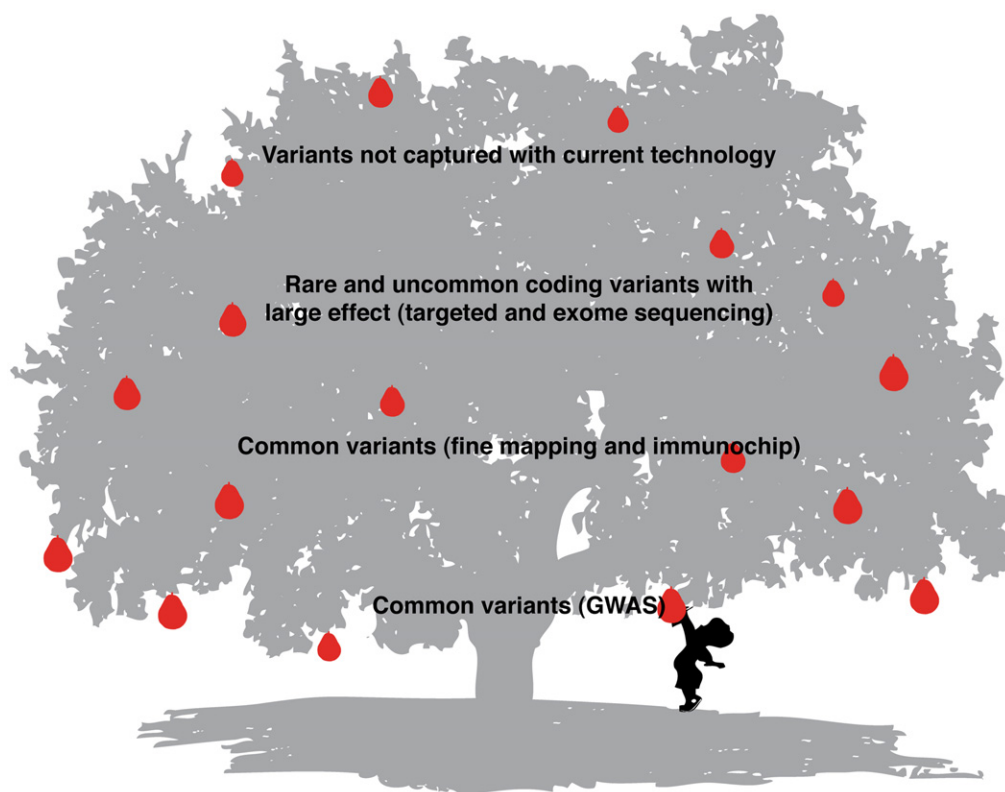 Variants not captured with current technology
Rare and uncommon coding variants with
large effect (targeted and exome sequencing)
Common variants (fine mapping and immunochip)
Common variants (GWAS)